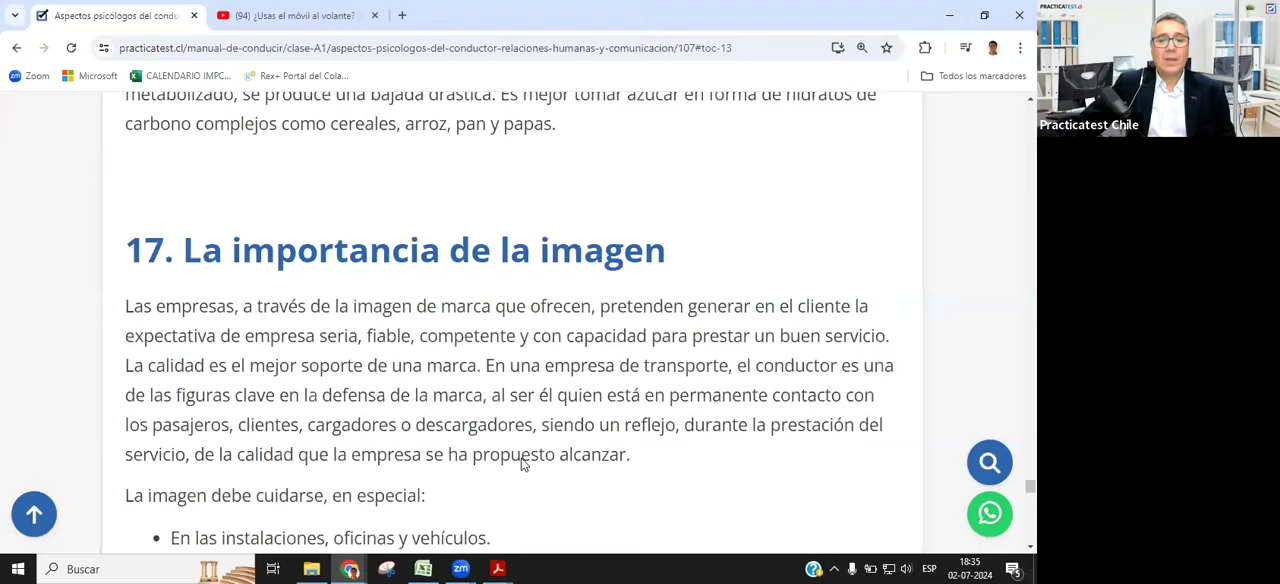 Aspectos psicólogos del condu
(94) ¿Usas el móvil al volante?
practicatest.cl/manual-de-conducir/clase-A1/aspectos-psicologos-del-conductor-relaciones-humanas-y-comunicacion/107#toc-13
Zoom
Microsoft
CALENDARIO IMPC...
Rex+ Portal del Cola...
Todos los marcadores
metabolizado, se produce una bajada drástica. Es mejor tomar azúcar en forma de hidratos de
carbono complejos como cereales, arroz, pan y papas.
17. La importancia de la imagen
Las empresas, a través de la imagen de marca que ofrecen, pretenden generar en el cliente la
expectativa de empresa seria, fiable, competente y con capacidad para prestar un buen servicio.
La calidad es el mejor soporte de una marca. En una empresa de transporte, el conductor es una
de las figuras clave en la defensa de la marca, al ser él quien está en permanente contacto con
los pasajeros, clientes, cargadores o descargadores, siendo un reflejo, durante la prestación del
servicio, de la calidad que la empresa se ha propuesto alcanzar.
La imagen debe cuidarse, en especial:
• En las instalaciones, oficinas y vehículos.
PRACTICATEST.cl
Practicatest Chile
Buscar
ESP
18:35
02-07-2024
5